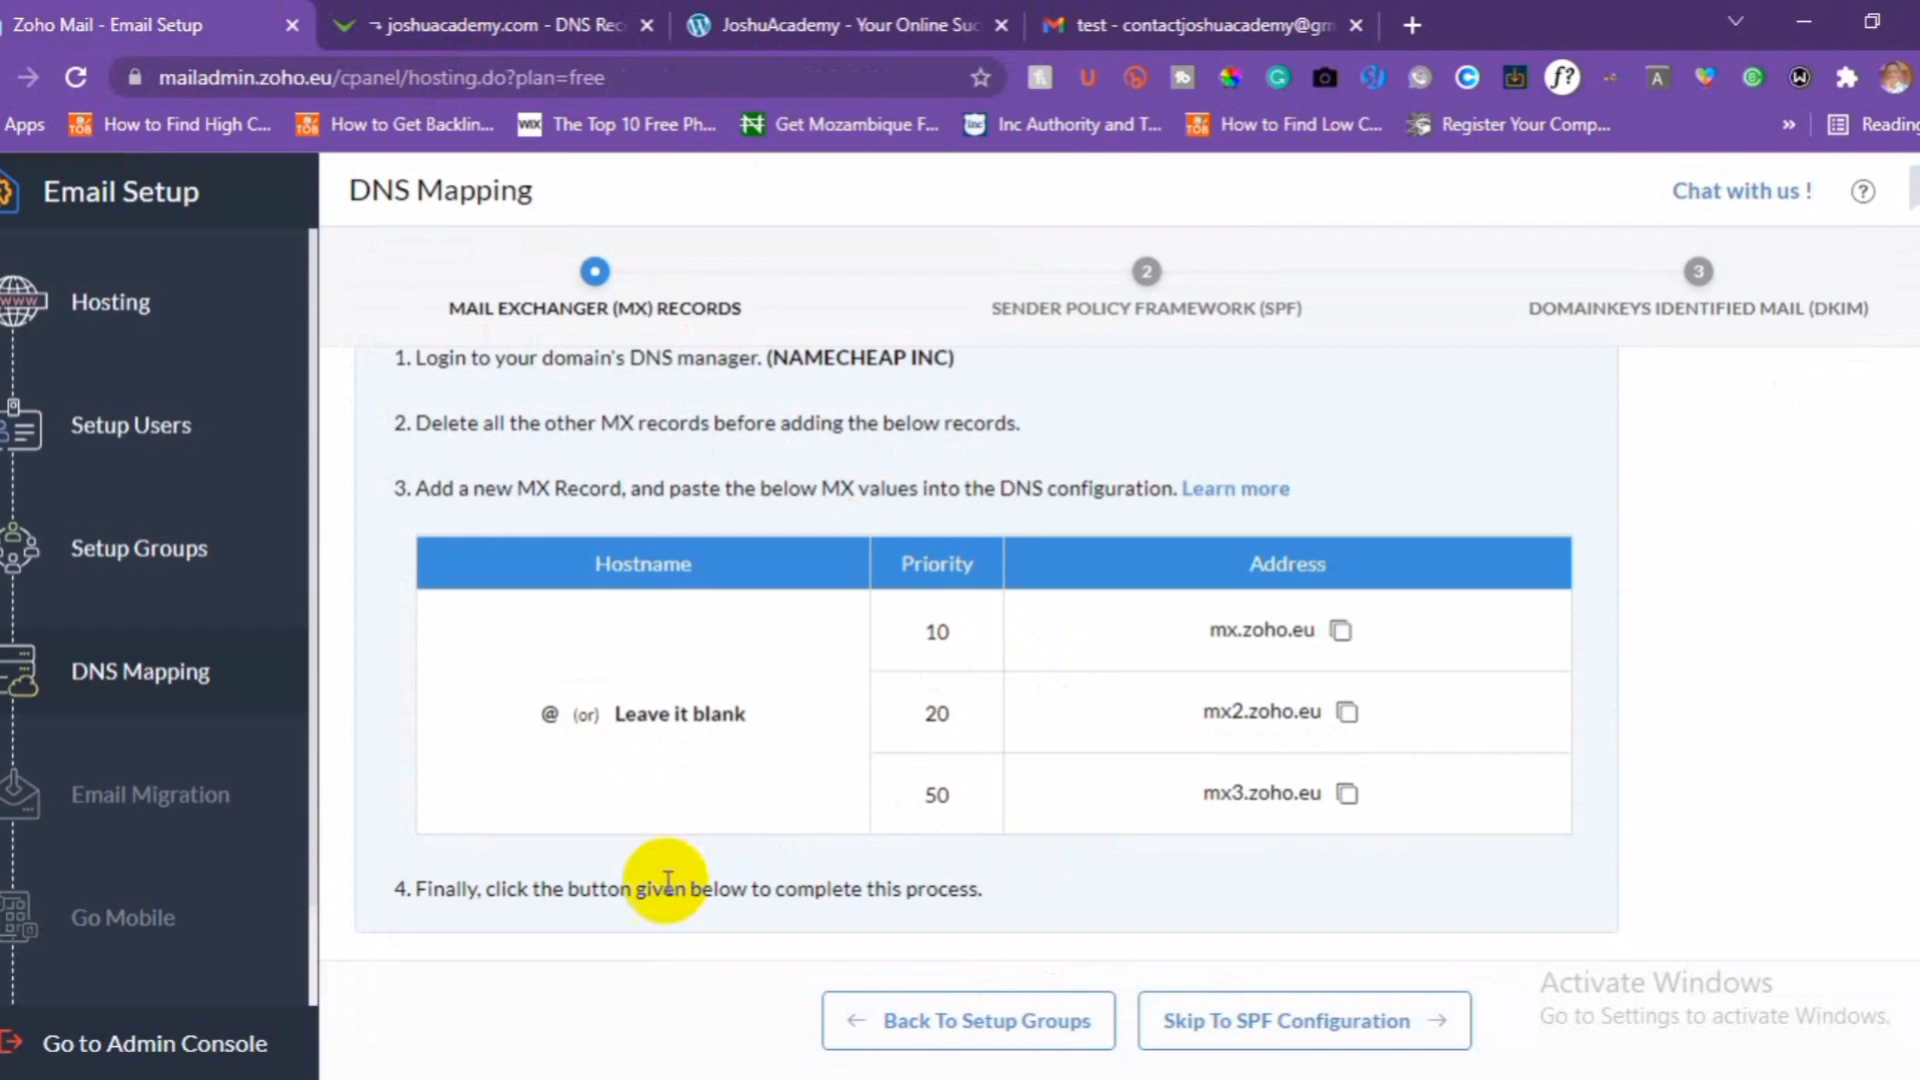 Zoho Mail - Email Setup
joshuacademy.com - DNS Rec
JoshuAcademy - Your Online Suc
test - contactjoshuacademy@gm
mailadmin.zoho.eu/cpanel/hosting.do?plan=free
Apps
How to Find High C...
How to Get Backlin...
WIX
The Top 10 Free Ph...
Get Mozambique F...
Inc Authority and T...
How to Find Low C...
Register Your Comp...
Reading
Email Setup
Hosting
Setup Users
Setup Groups
DNS Mapping
Email Migration
Go Mobile
Go to Admin Console
DNS Mapping
Chat with us !
2
3
MAIL EXCHANGER (MX) RECORDS
SENDER POLICY FRAMEWORK (SPF)
DOMAINKEYS IDENTIFIED MAIL (DKIM)
1. Login to your domain's DNS manager. (NAMECHEAP INC)
2. Delete all the other MX records before adding the below records.
3. Add a new MX Record, and paste the below MX values into the DNS configuration. Learn more
Hostname Priority Address
10 mx.zoho.eu
@ (or) Leave it blank 20 mx2.zoho.eu
50 mx3.zoho.eu
4. Finally, click the button given below to complete this process.
Back To Setup Groups
Skip To SPF Configuration
Activate Windows
Go to Settings to activate Windows.